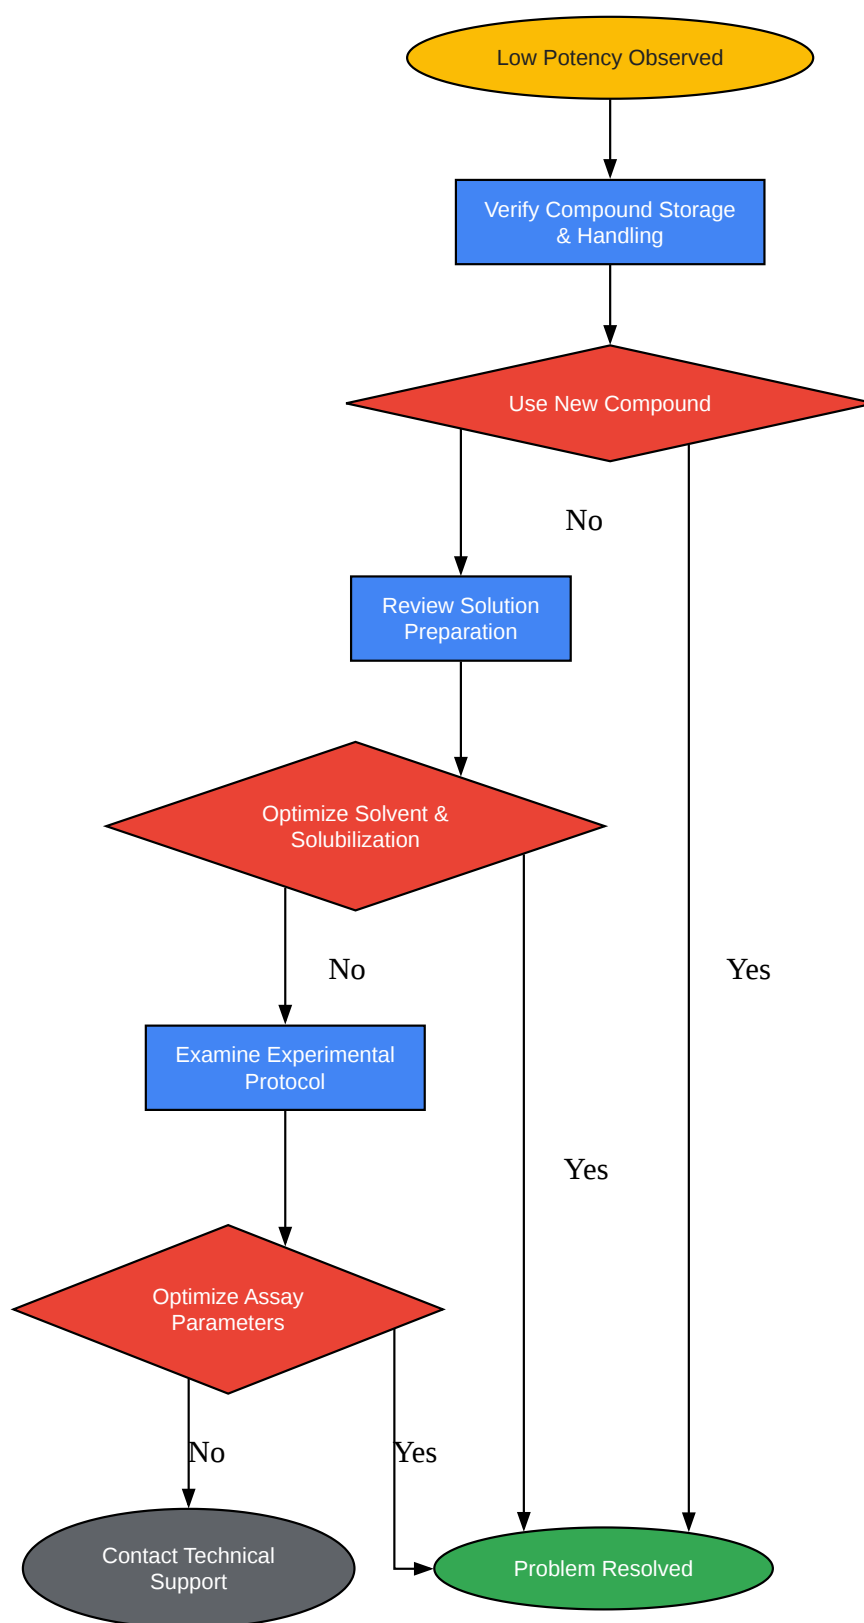 Low Potency Observed
Verify Compound Storage
& Handling
Use New Compound
No
Review Solution
Preparation
Optimize Solvent &
Solubilization
No
Yes
Examine Experimental
Protocol
Yes
Optimize Assay
Parameters
No
Yes
Contact Technical
Support
Problem Resolved